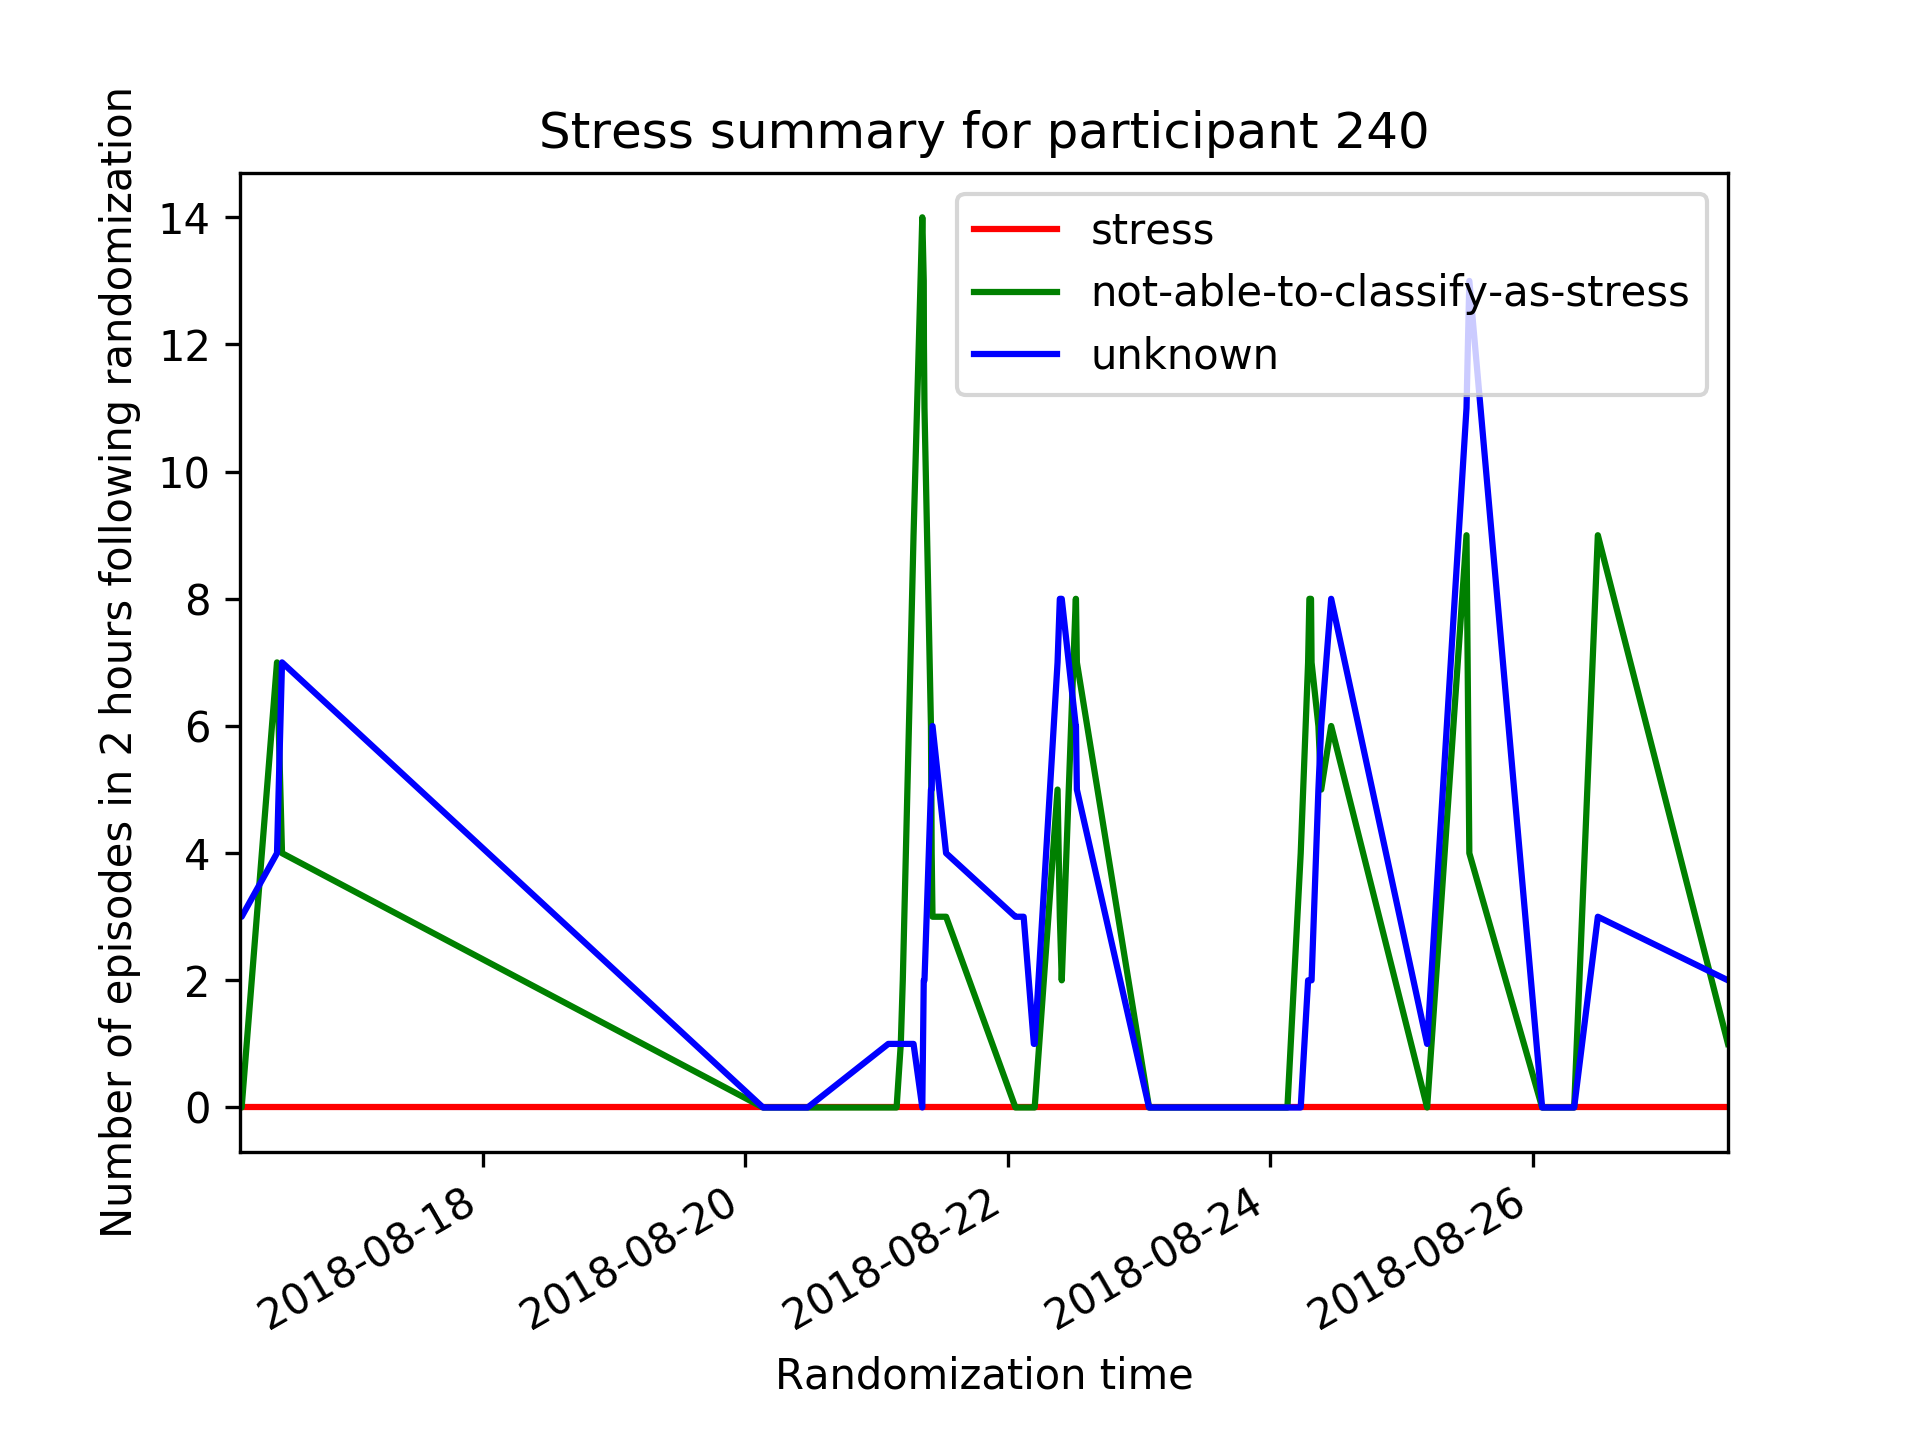 Stress summary for participant 240
Number of episodes in 2 hours following randomization
14
12
10
8
6
4
2
0
stress
not-able-to-classify-as-stress
unknown
2018-08-18
2018-08-20
2018-08-22
2018-08-24
2018-08-26
Randomization time